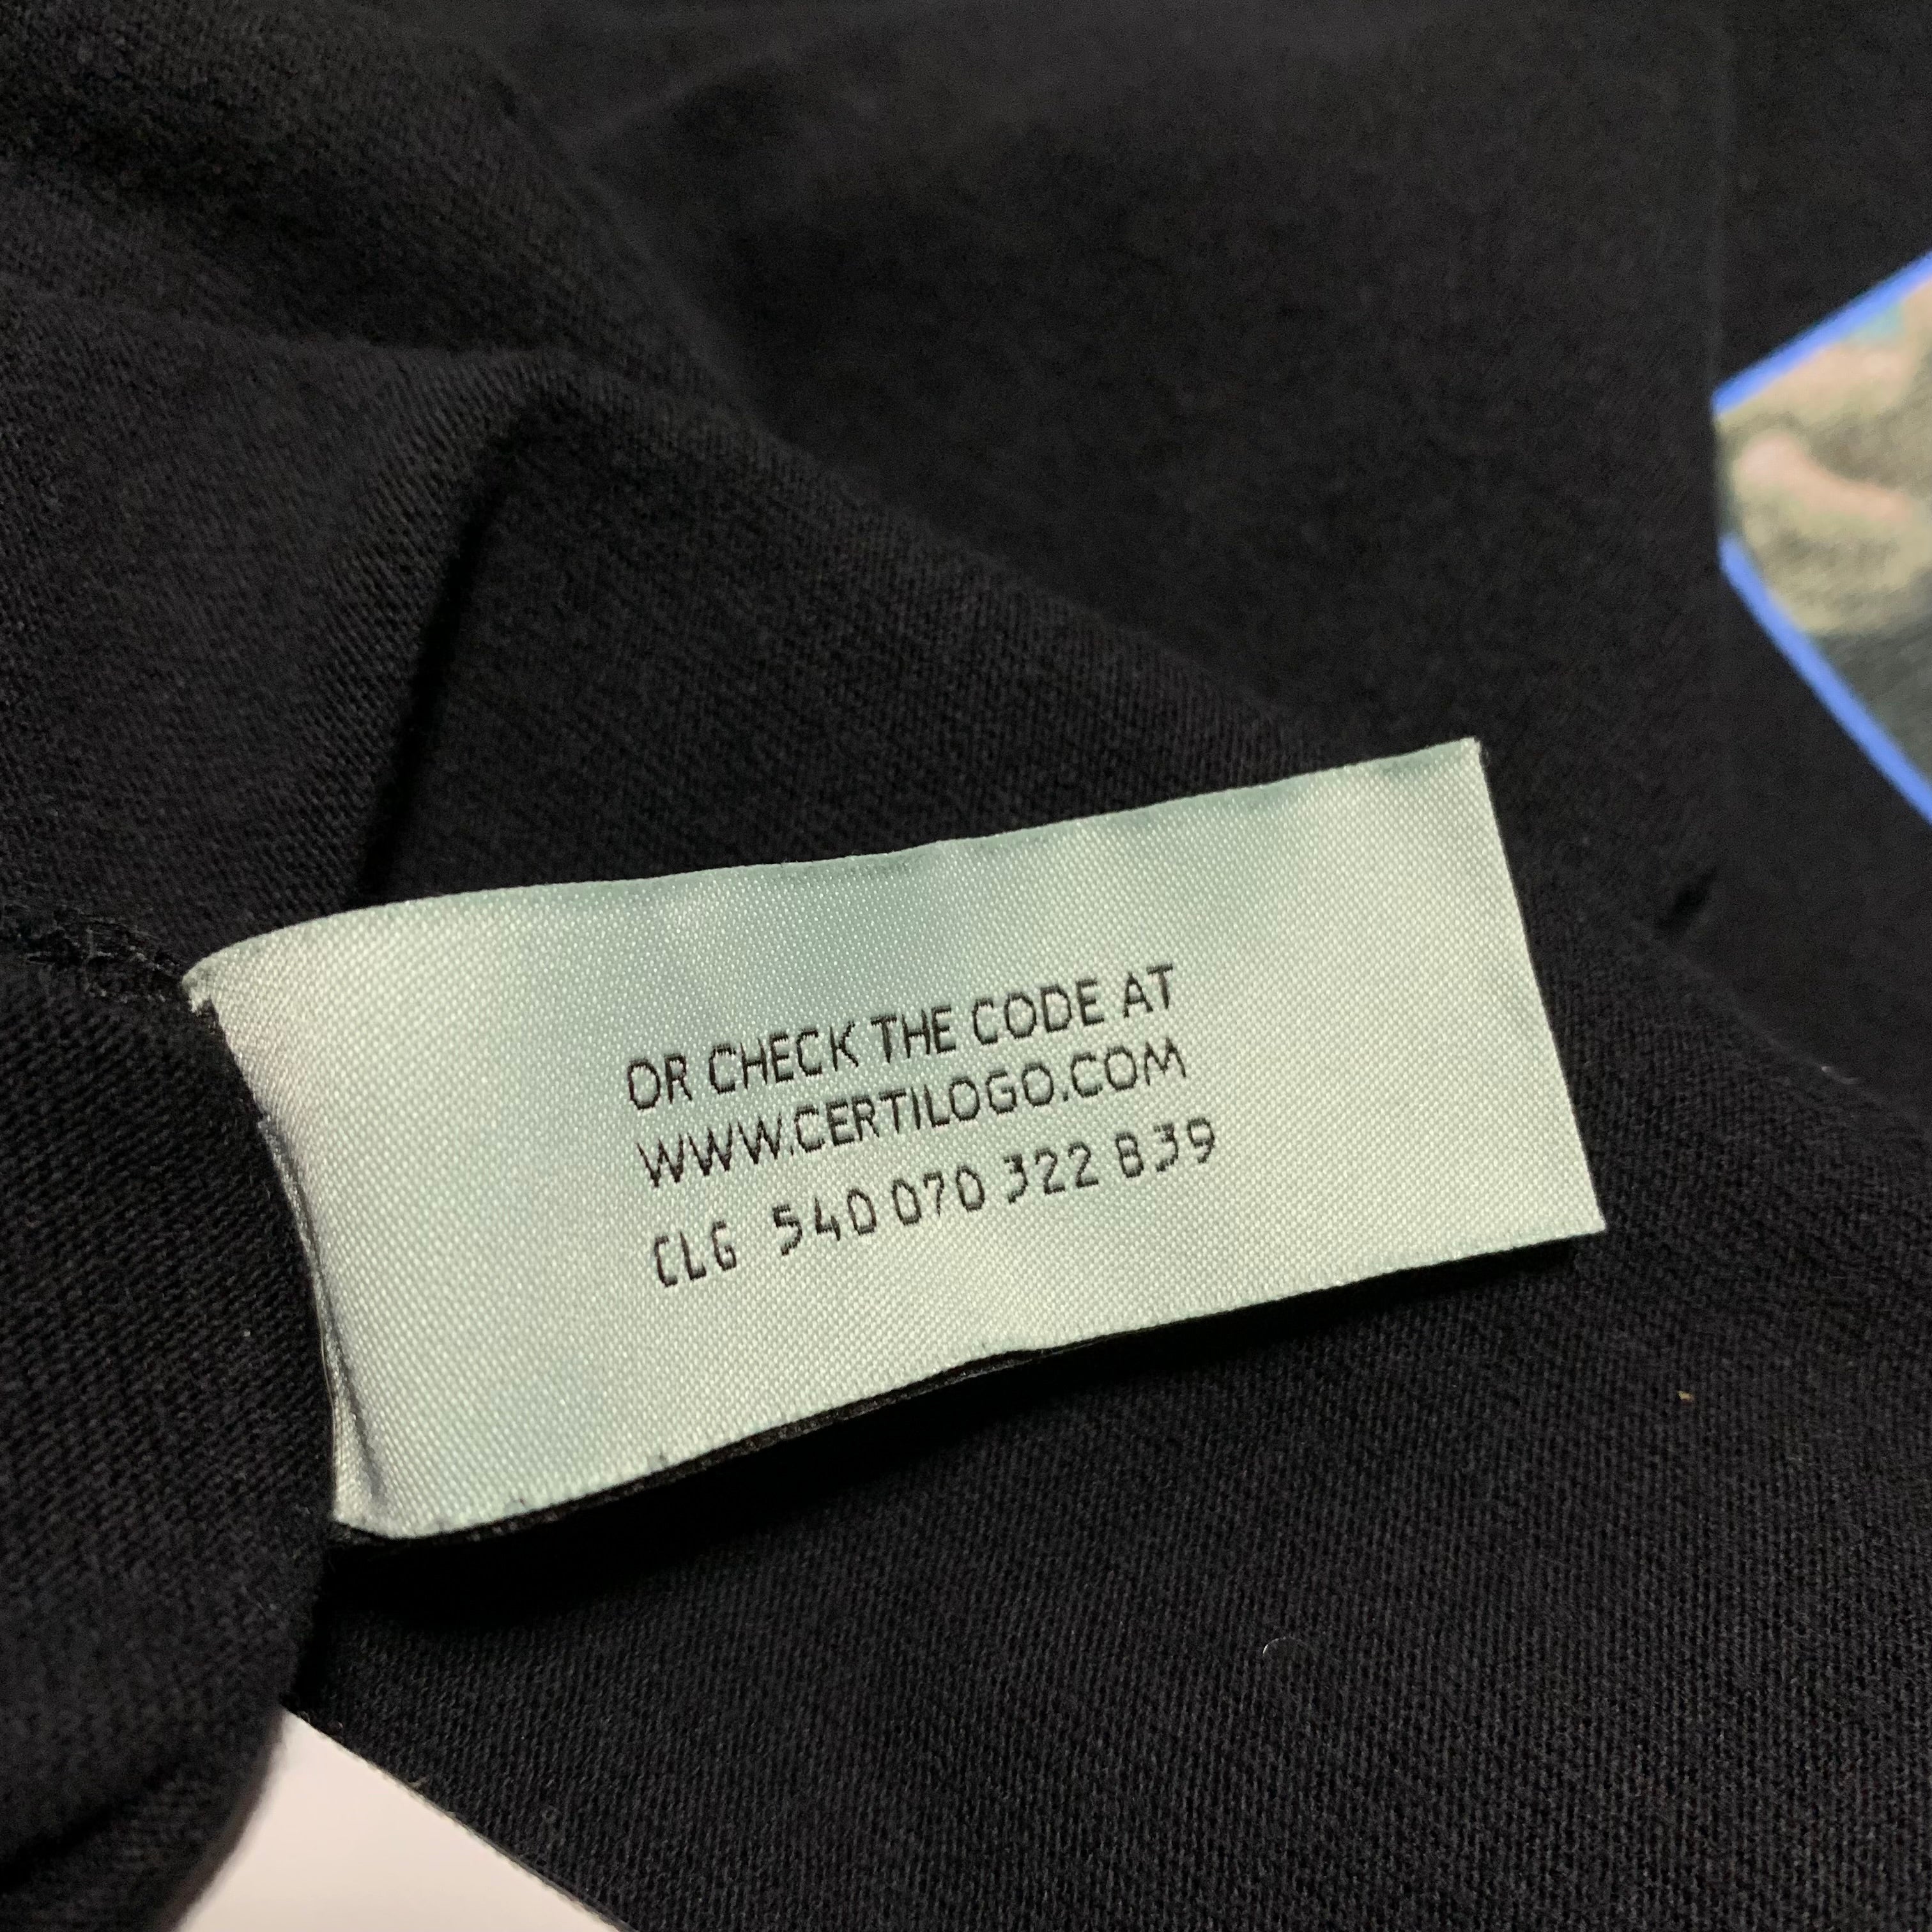 OR CHECK THE CODE AT
WWW.CERTILOGO.COM
CLG 540 070 322 839